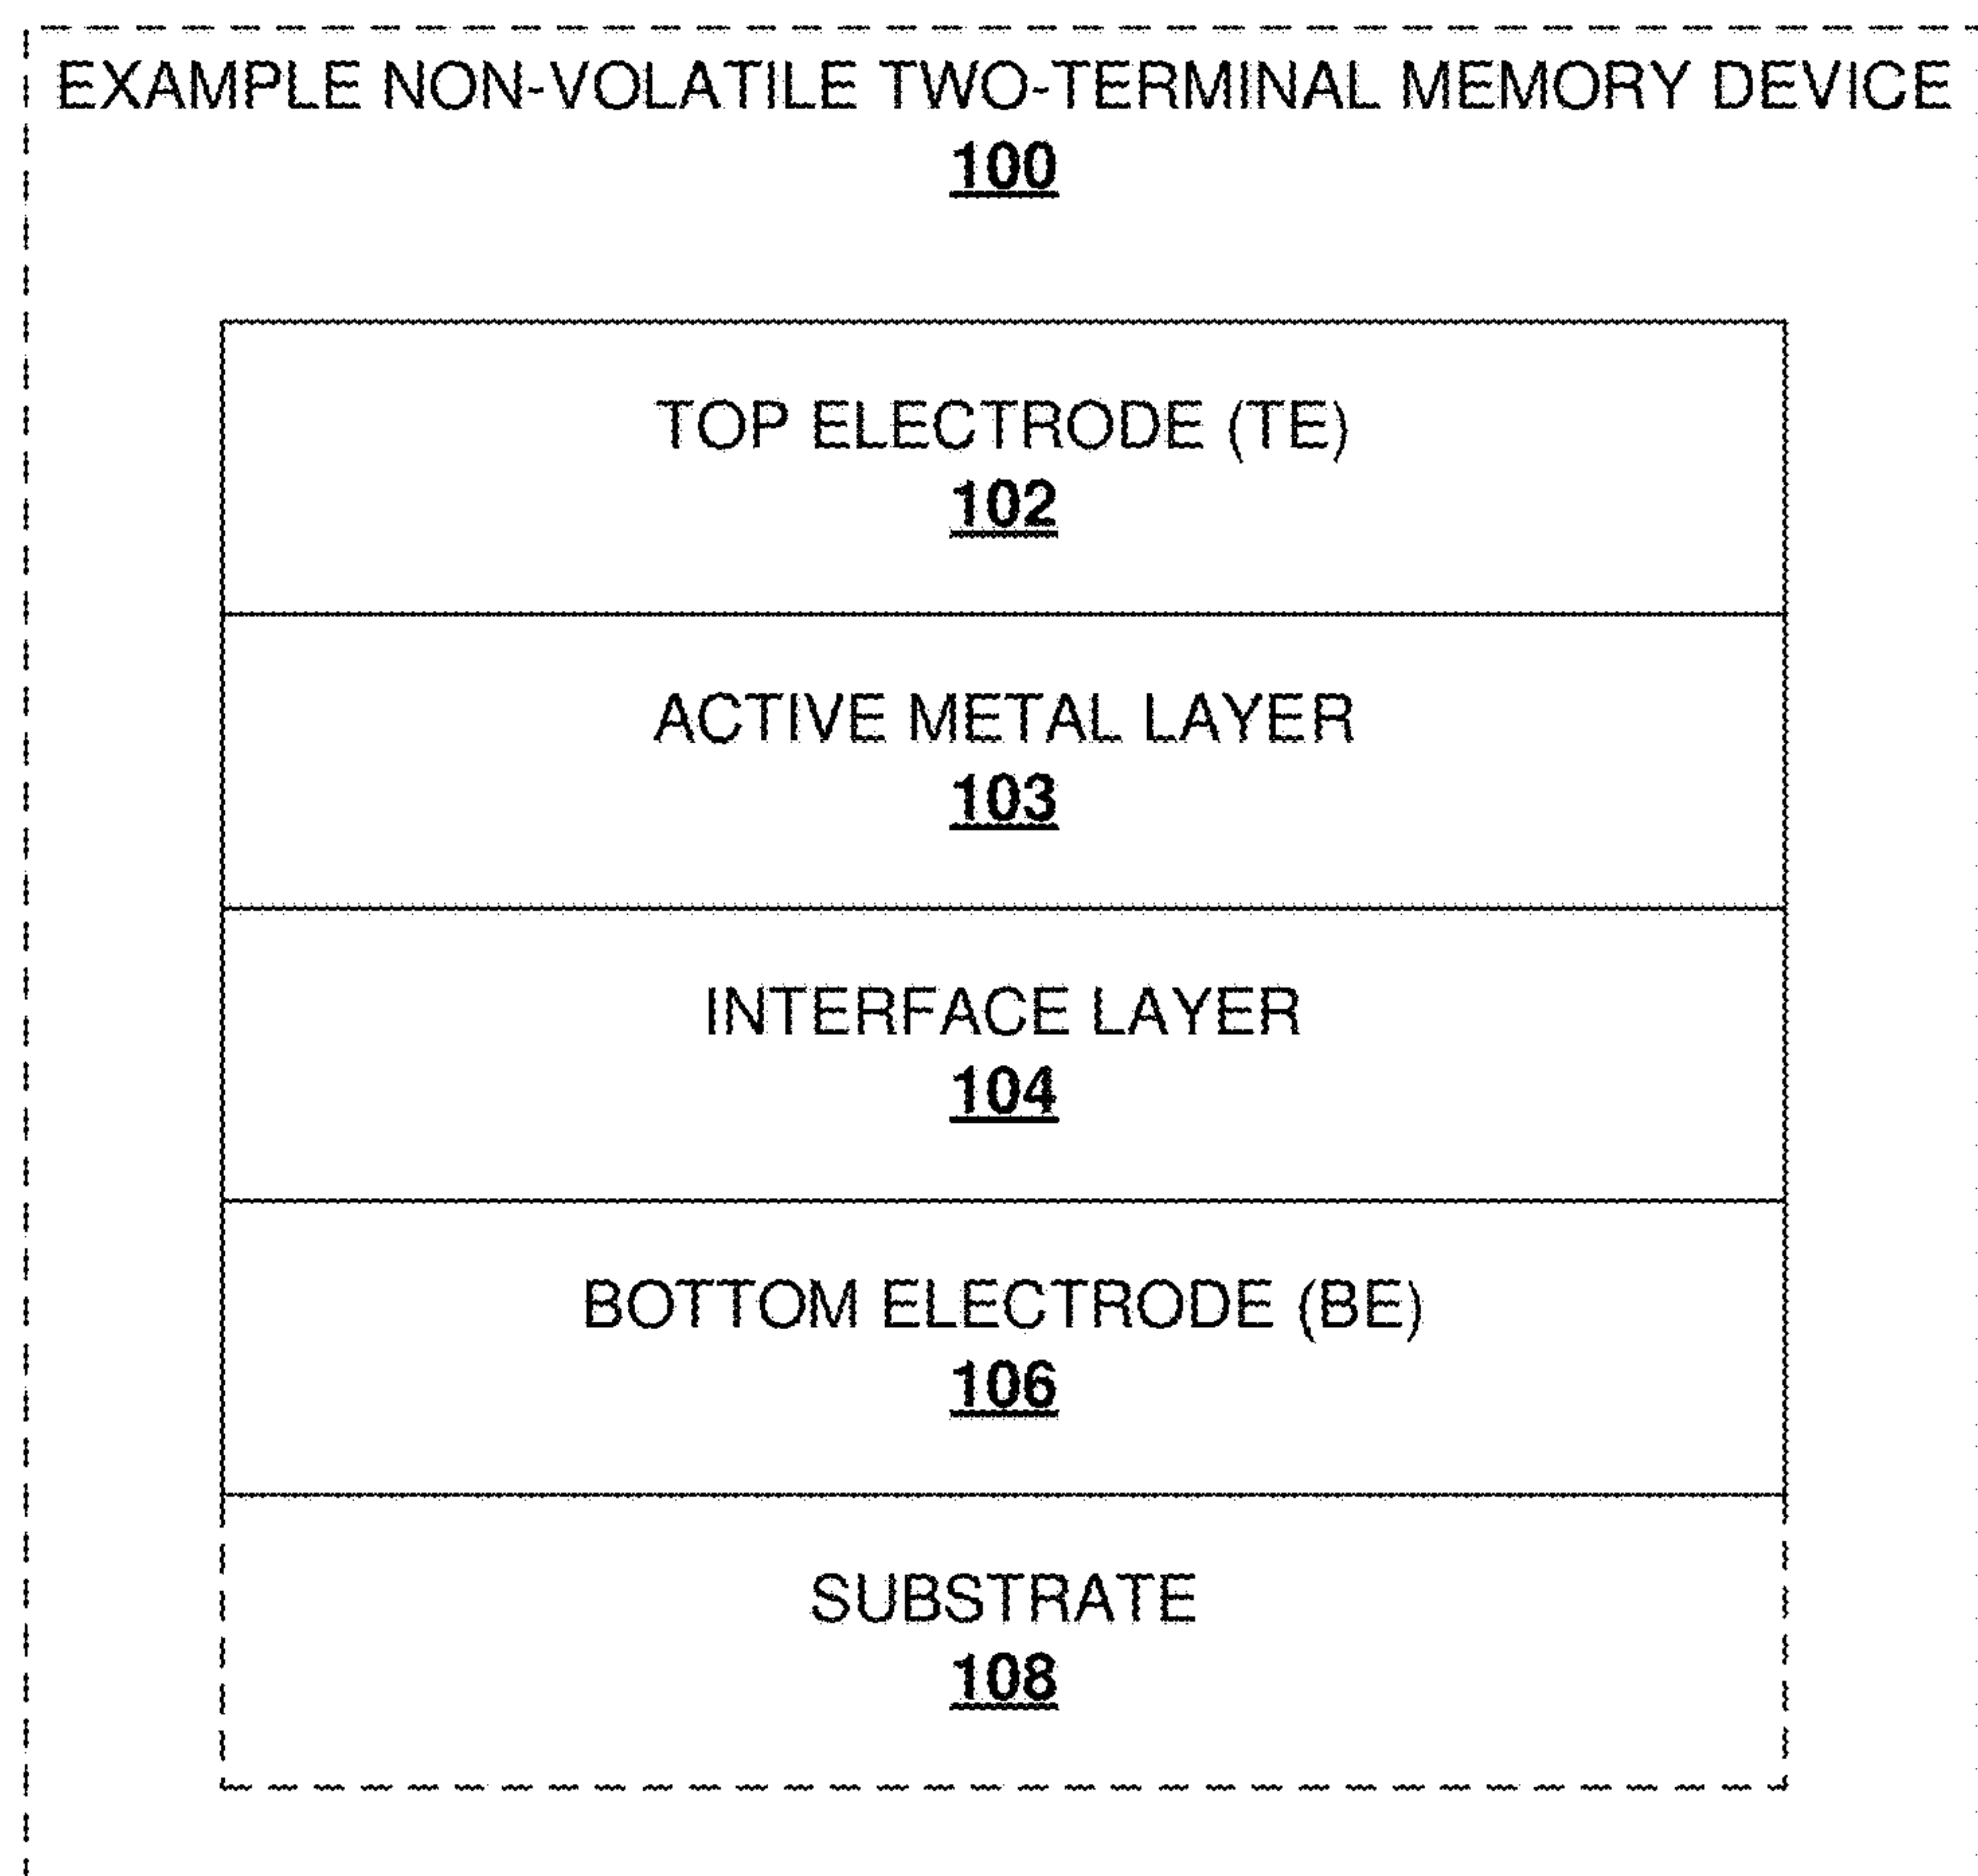 EXAMPLE NON-VOLATILE TWO-TERMINAL MEMORY DEVICE
100
TOP ELECTRODE (TE)
102
ACTIVE METAL LAYER
103
INTERFACE LAYER
104
BOTTOM ELECTRODE (BE)
106
SUBSTRATE
108